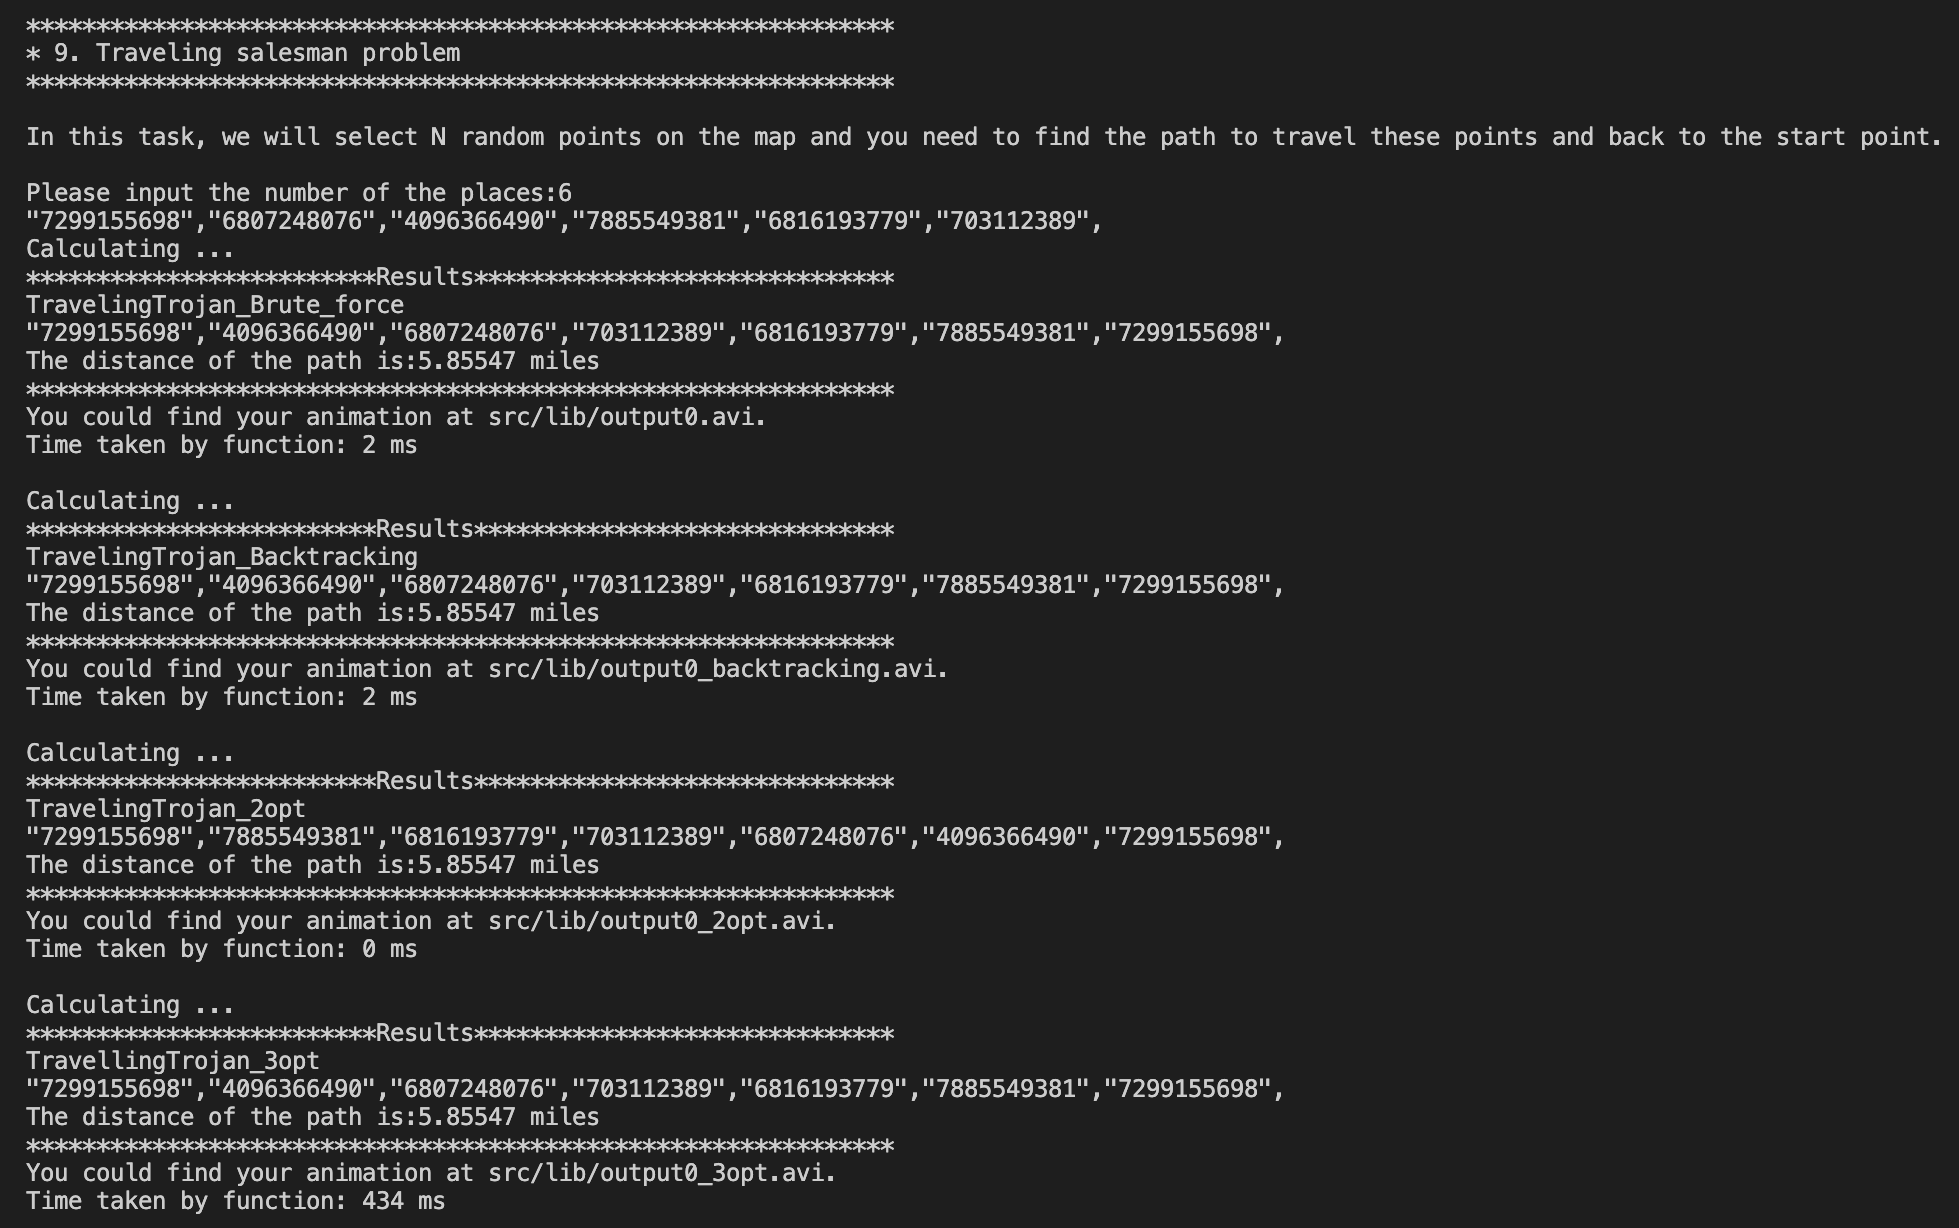 **************************************************************
* 9. Traveling salesman problem
**************************************************************
In this task, we will select N random points on the map and you need to find the path to travel these points and back to the start point.
Please input the number of the places:6
"7299155698","6807248076","4096366490","7885549381","6816193779","703112389",
Calculating ...
*************************Results******************************
TravelingTrojan_Brute_force
"7299155698","4096366490","6807248076","703112389","6816193779","7885549381","7299155698",
The distance of the path is:5.85547 miles
**************************************************************
You could find your animation at src/lib/output0.avi.
Time taken by function: 2 ms
Calculating ...
*************************Results******************************
TravelingTrojan_Backtracking
"7299155698","4096366490","6807248076","703112389","6816193779","7885549381","7299155698",
The distance of the path is:5.85547 miles
**************************************************************
You could find your animation at src/lib/output0_backtracking.avi.
Time taken by function: 2 ms
Calculating ...
*************************Results******************************
TravelingTrojan_2opt
"7299155698","7885549381","6816193779","703112389","6807248076","4096366490","7299155698",
The distance of the path is:5.85547 miles
**************************************************************
You could find your animation at src/lib/output0_2opt.avi.
Time taken by function: 0 ms
Calculating ...
*************************Results******************************
TravellingTrojan_3opt
"7299155698","4096366490","6807248076","703112389","6816193779","7885549381","7299155698",
The distance of the path is:5.85547 miles
**************************************************************
You could find your animation at src/lib/output0_3opt.avi.
Time taken by function: 434 ms